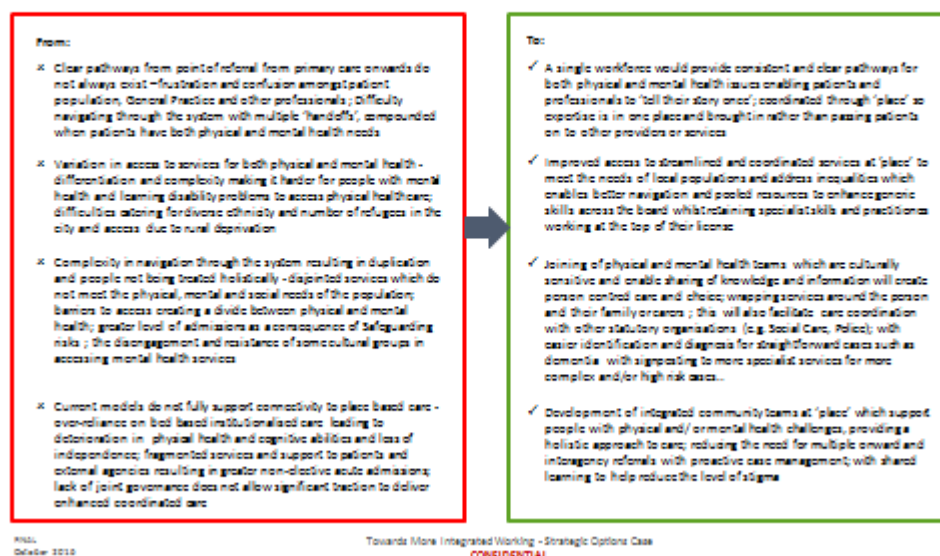 From:
× Clear pathways from point of referral from primary care onwards do
not always exist – frustration and confusion amongst patient
population, General Practice and other professionals ; Difficulty
navigating through the system with multiple 'handoffs', compounded
when patients have both physical and mental health needs
× Variation in access to services for both physical and mental health -
differentiation and complexity making it harder for people with mental
health and learning disability problems to access physical healthcare;
difficulties catering for diverse ethnicity and number of refugees in the
city and access due to rural deprivation
× Complexity in navigation through the system resulting in duplication
and people not being treated holistically - disjointed services which do
not meet the physical, mental and social needs of the population;
barriers to access creating a divide between physical and mental
health; greater level of admissions as a consequence of Safeguarding
risks ; the disengagement and resistance of some cultural groups in
accessing mental health services
× Current models do not fully support connectivity to place based care -
over-reliance on bed based institutionalised care leading to
deterioration in physical health and cognitive abilities and loss of
independence; fragmented services and support to patients and
external agencies resulting in greater non-elective acute admissions;
lack of joint governance does not allow significant traction to deliver
enhanced coordinated care
To:
✓ A single workforce would provide consistent and clear pathways for
both physical and mental health issues enabling patients and
professionals to 'tell their story once'; coordinated through 'place' so
expertise is in one place and brought in rather than passing patients
on to other providers or services
✓ Improved access to streamlined and coordinated services at 'place' to
meet the needs of local populations and address inequalities which
enables better navigation and pooled resources to enhance generic
skills across the board whilst retaining specialist skills and practitioners
working at the top of their license
✓ Joining of physical and mental health teams which are culturally
sensitive and enable sharing of knowledge and information will create
person centred care and choice; wrapping services around the person
and their family or carers ; this will also facilitate care coordination
with other statutory organisations (e.g. Social Care, Police); with
easier identification and diagnosis for straightforward cases such as
dementia with signposting to more specialist services for more
complex and/or high risk cases..
✓ Development of integrated community teams at 'place' which support
people with physical and/ or mental health challenges, providing a
holistic approach to care; reducing the need for multiple onward and
interagency referrals with proactive case management; with shared
learning to help reduce the level of stigma
FINAL
October
Towards More Integrated Working - Strategic Options Case
CONFIDENTIAL